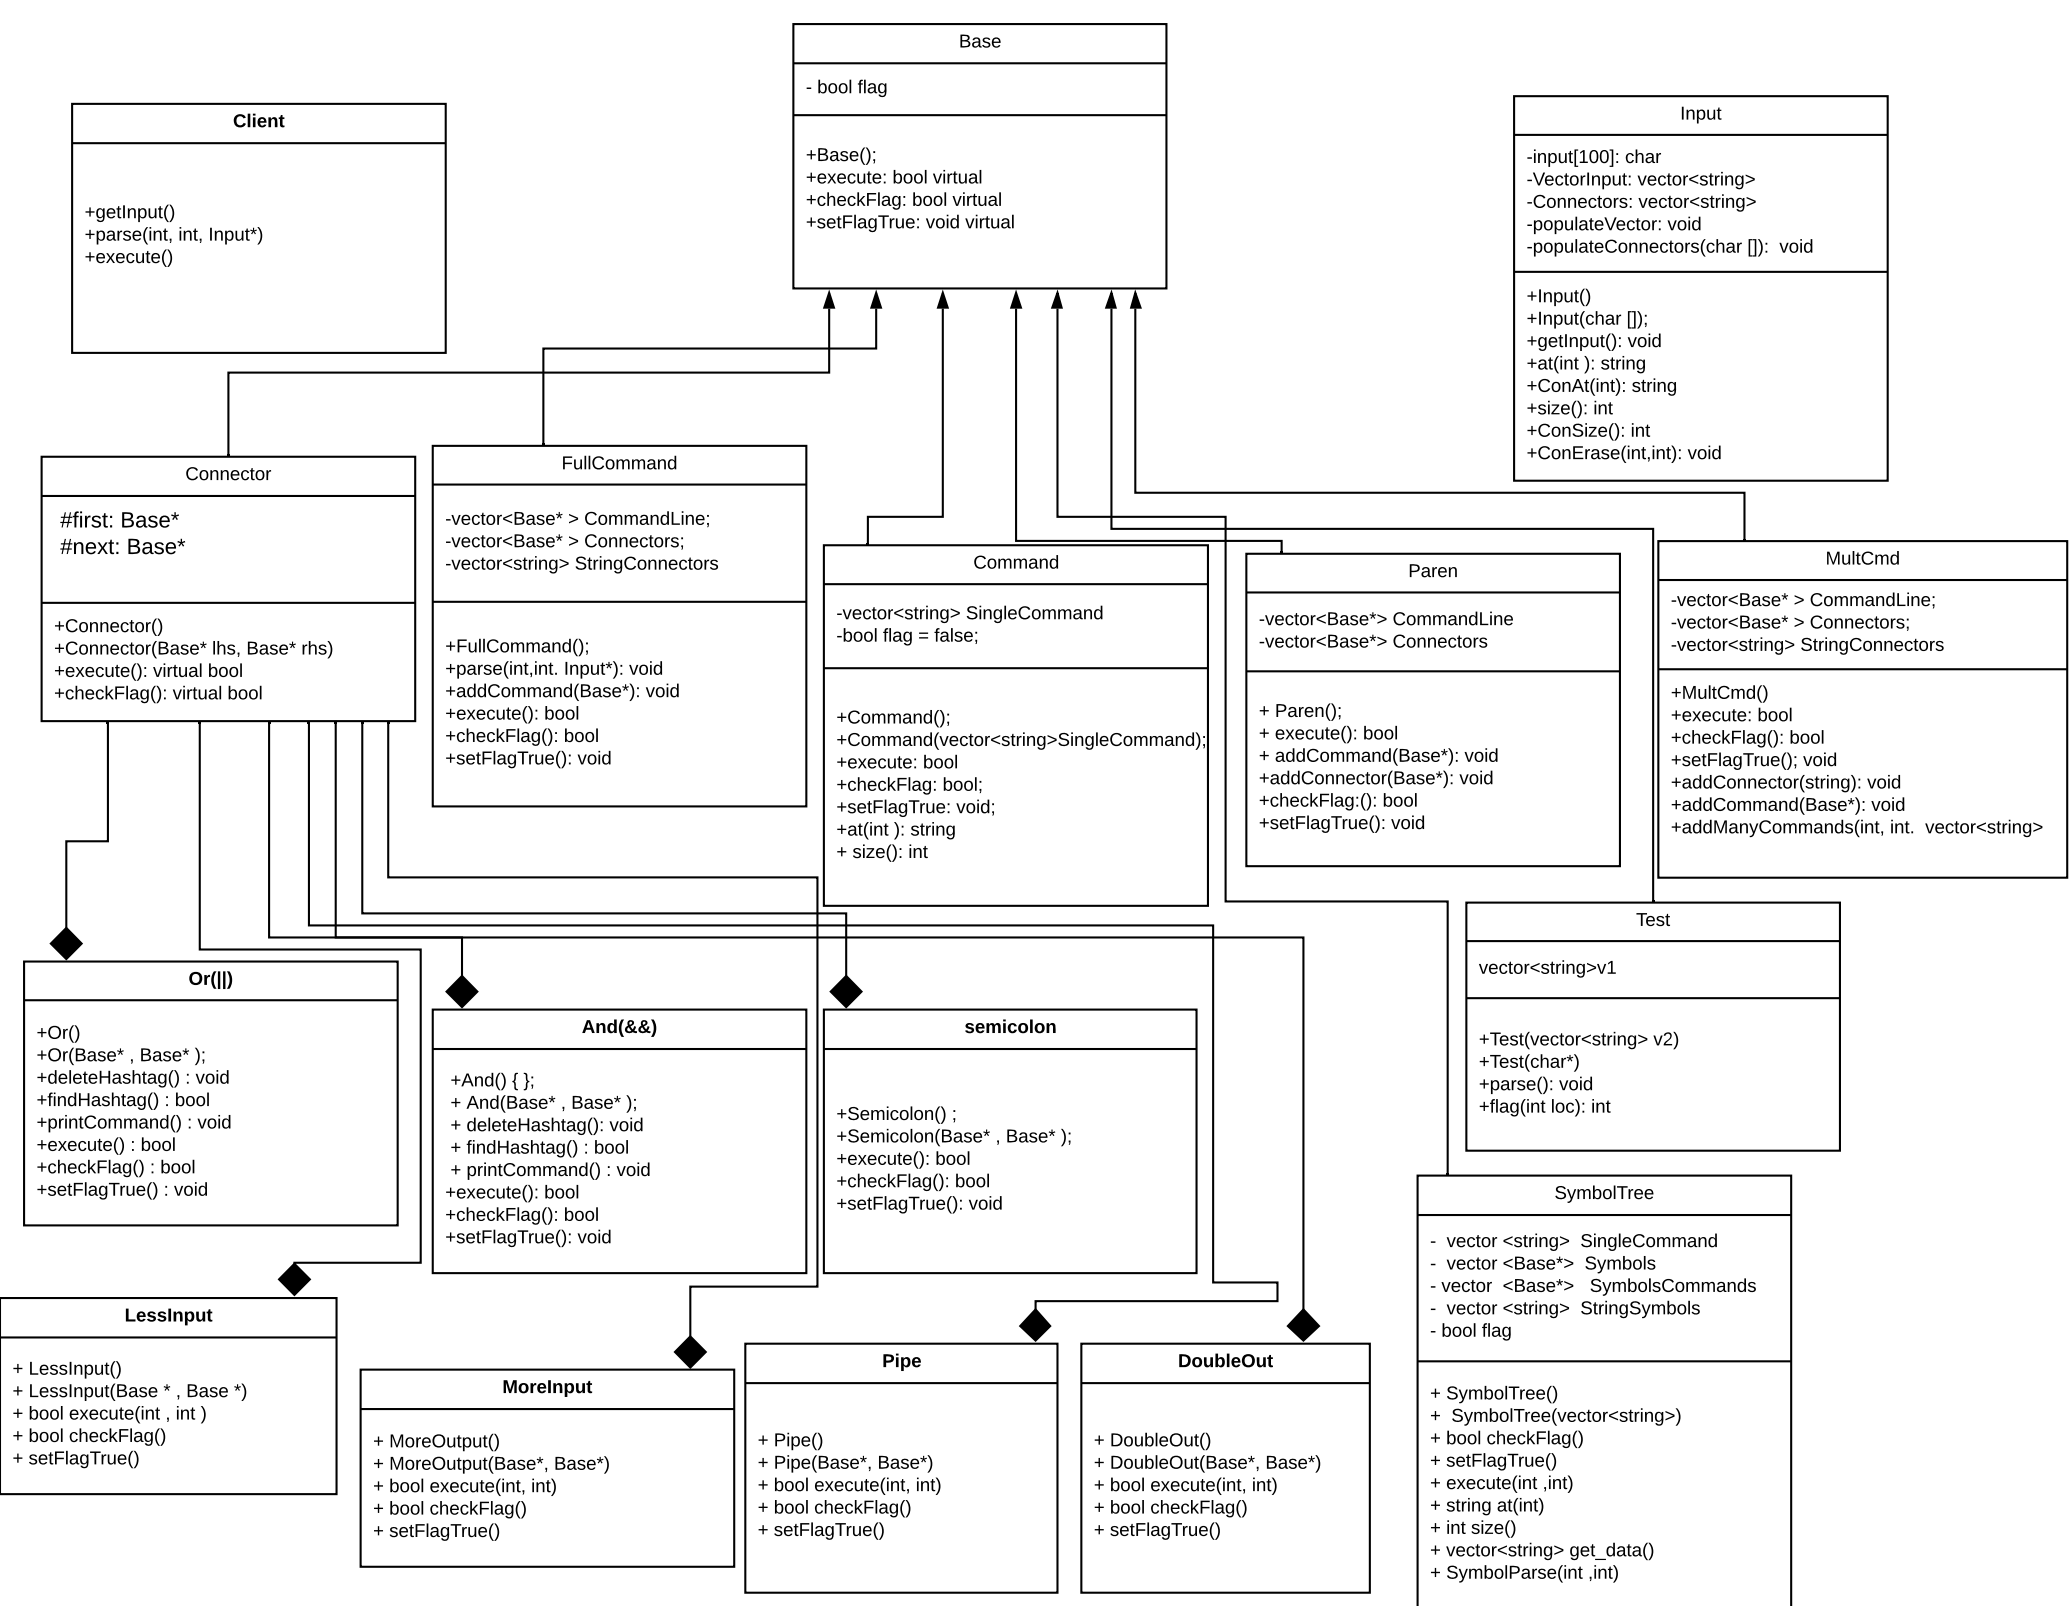 Base
- bool flag
+Base();
+execute: bool virtual
+checkFlag: bool virtual
+setFlagTrue: void virtual
Client
+getInput()
+parse(int, int, Input*)
+execute()
Input
-input[100]: char
-VectorInput: vector<string>
-Connectors: vector<string>
-populateVector: void
-populateConnectors(char []):  void
+Input()
+Input(char []);
+getInput(): void
+at(int ): string
+ConAt(int): string
+size(): int
+ConSize(): int
+ConErase(int,int): void
Connector
#first: Base*
#next: Base*
+Connector()
+Connector(Base* lhs, Base* rhs)
+execute(): virtual bool
+checkFlag(): virtual bool
FullCommand
-vector<Base* > CommandLine;
-vector<Base* > Connectors;
-vector<string> StringConnectors
+FullCommand();
+parse(int,int. Input*): void
+addCommand(Base*): void
+execute(): bool
+checkFlag(): bool
+setFlagTrue(): void
Command
-vector<string> SingleCommand
-bool flag = false;
+Command();
+Command(vector<string>SingleCommand);
+execute: bool
+checkFlag: bool;
+setFlagTrue: void;
+at(int ): string
+ size(): int
Paren
-vector<Base*> CommandLine
-vector<Base*> Connectors
+ Paren();
+ execute(): bool
+ addCommand(Base*): void
+addConnector(Base*): void
+checkFlag:(): bool
+setFlagTrue(): void
MultCmd
-vector<Base* > CommandLine;
-vector<Base* > Connectors;
-vector<string> StringConnectors
+MultCmd()
+execute: bool
+checkFlag(): bool
+setFlagTrue(); void
+addConnector(string): void
+addCommand(Base*): void
+addManyCommands(int, int.  vector<string>
Or(||)
+Or()
+Or(Base* , Base* );
+deleteHashtag() : void
+findHashtag() : bool
+printCommand() : void
+execute() : bool
+checkFlag() : bool
+setFlagTrue() : void
And(&&)
+And() { };
+ And(Base* , Base* );
+ deleteHashtag(): void
+ findHashtag() : bool
+ printCommand() : void
+execute(): bool
+checkFlag(): bool
+setFlagTrue(): void
semicolon
+Semicolon() ;
+Semicolon(Base* , Base* );
+execute(): bool
+checkFlag(): bool
+setFlagTrue(): void
Test
vector<string>v1
+Test(vector<string> v2)
+Test(char*)
+parse(): void
+flag(int loc): int
LessInput
+ LessInput()
+ LessInput(Base * , Base *)
+ bool execute(int , int )
+ bool checkFlag()
+ setFlagTrue()
MoreInput
+ MoreOutput()
+ MoreOutput(Base*, Base*)
+ bool execute(int, int)
+ bool checkFlag()
+ setFlagTrue()
Pipe
+ Pipe()
+ Pipe(Base*, Base*)
+ bool execute(int, int)
+ bool checkFlag()
+ setFlagTrue()
DoubleOut
+ DoubleOut()
+ DoubleOut(Base*, Base*)
+ bool execute(int, int)
+ bool checkFlag()
+ setFlagTrue()
SymbolTree
-  vector <string>  SingleCommand
-  vector <Base*>  Symbols
- vector  <Base*>   SymbolsCommands
-  vector <string>  StringSymbols
- bool flag
+ SymbolTree()
+  SymbolTree(vector<string>)
+ bool checkFlag()
+ setFlagTrue()
+ execute(int ,int)
+ string at(int)
+ int size()
+ vector<string> get_data()
+ SymbolParse(int ,int)